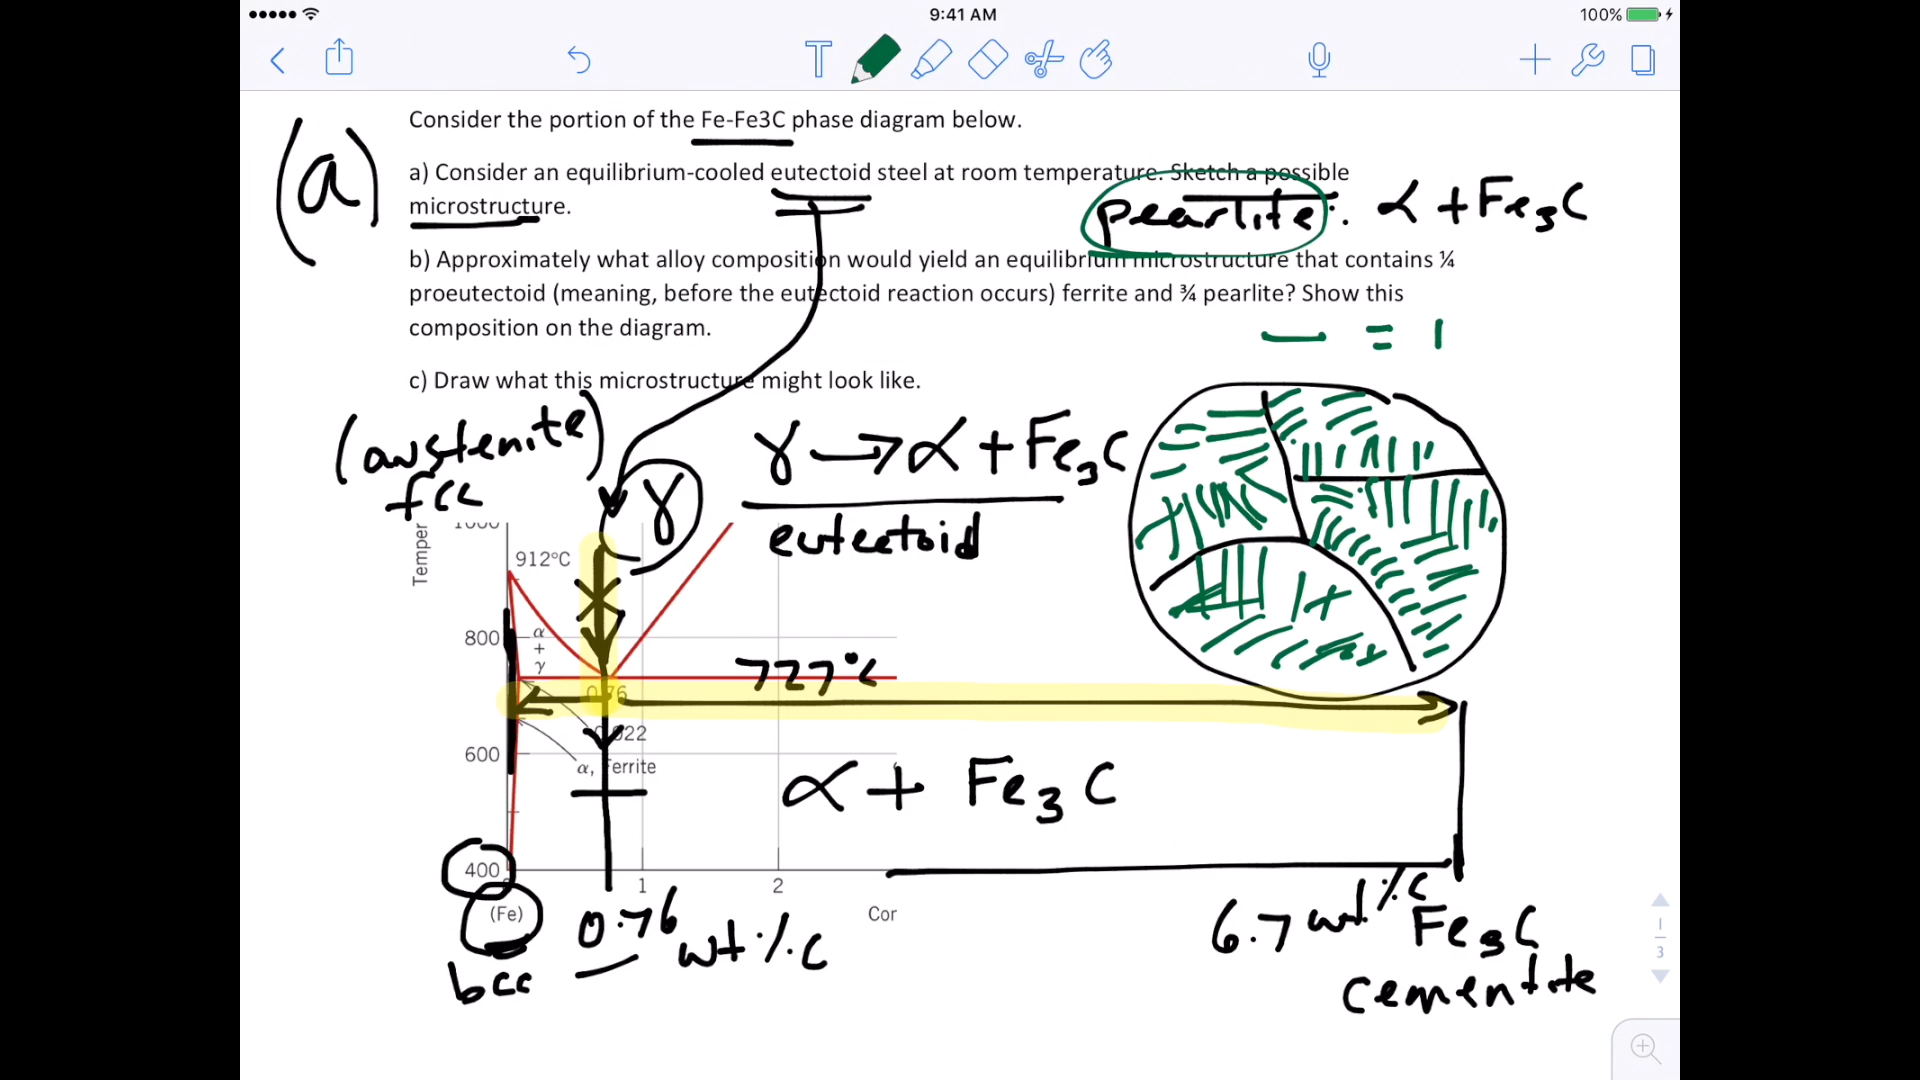 9:41 AM
100%
T
Consider the portion of the Fe-Fe3C phase diagram below.
(a)
a) Consider an equilibrium-cooled eutectoid steel at room temperature. Sketch a possible
microstructure.
pearlite: α + Fe3C
b) Approximately what alloy composition would yield an equilibrium microstructure that contains ¼
proeutectoid (meaning, before the eutectoid reaction occurs) ferrite and ¾ pearlite? Show this
composition on the diagram.
— = 1
c) Draw what this microstructure might look like.
(austenite)
fcc
γ
γ → α + Fe3C
eutectoid
Temper
1000
912°C
800
α
+
γ
727°C
0.76
0.022
600
α, Ferrite
α + Fe3C
400
1
2
(Fe)
Cor
bcc
0.76 wt % C
6.7 wt % C
Fe3C
cementite
1
3